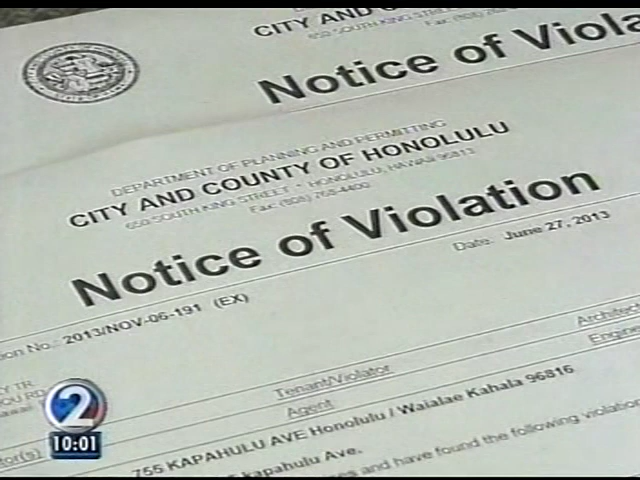 CITY AND
650 SOUTH KING STREET
Notice of Viola
DEPARTMENT OF PLANNING AND PERMITTING
CITY AND COUNTY OF HONOLULU
650 SOUTH KING STREET • HONOLULU, HAWAII 96813
Fax: (808) 768-4400
Notice of Violation
Date: June 27, 2013
on No.: 2013/NOV-06-191 (EX)
Architect
Engine
Tenant/Violator
Agent
tor(s)
755 KAPAHULU AVE Honolulu / Waialae Kahala 96816
kapahulu Ave.
and have found the following violation
2
10:01